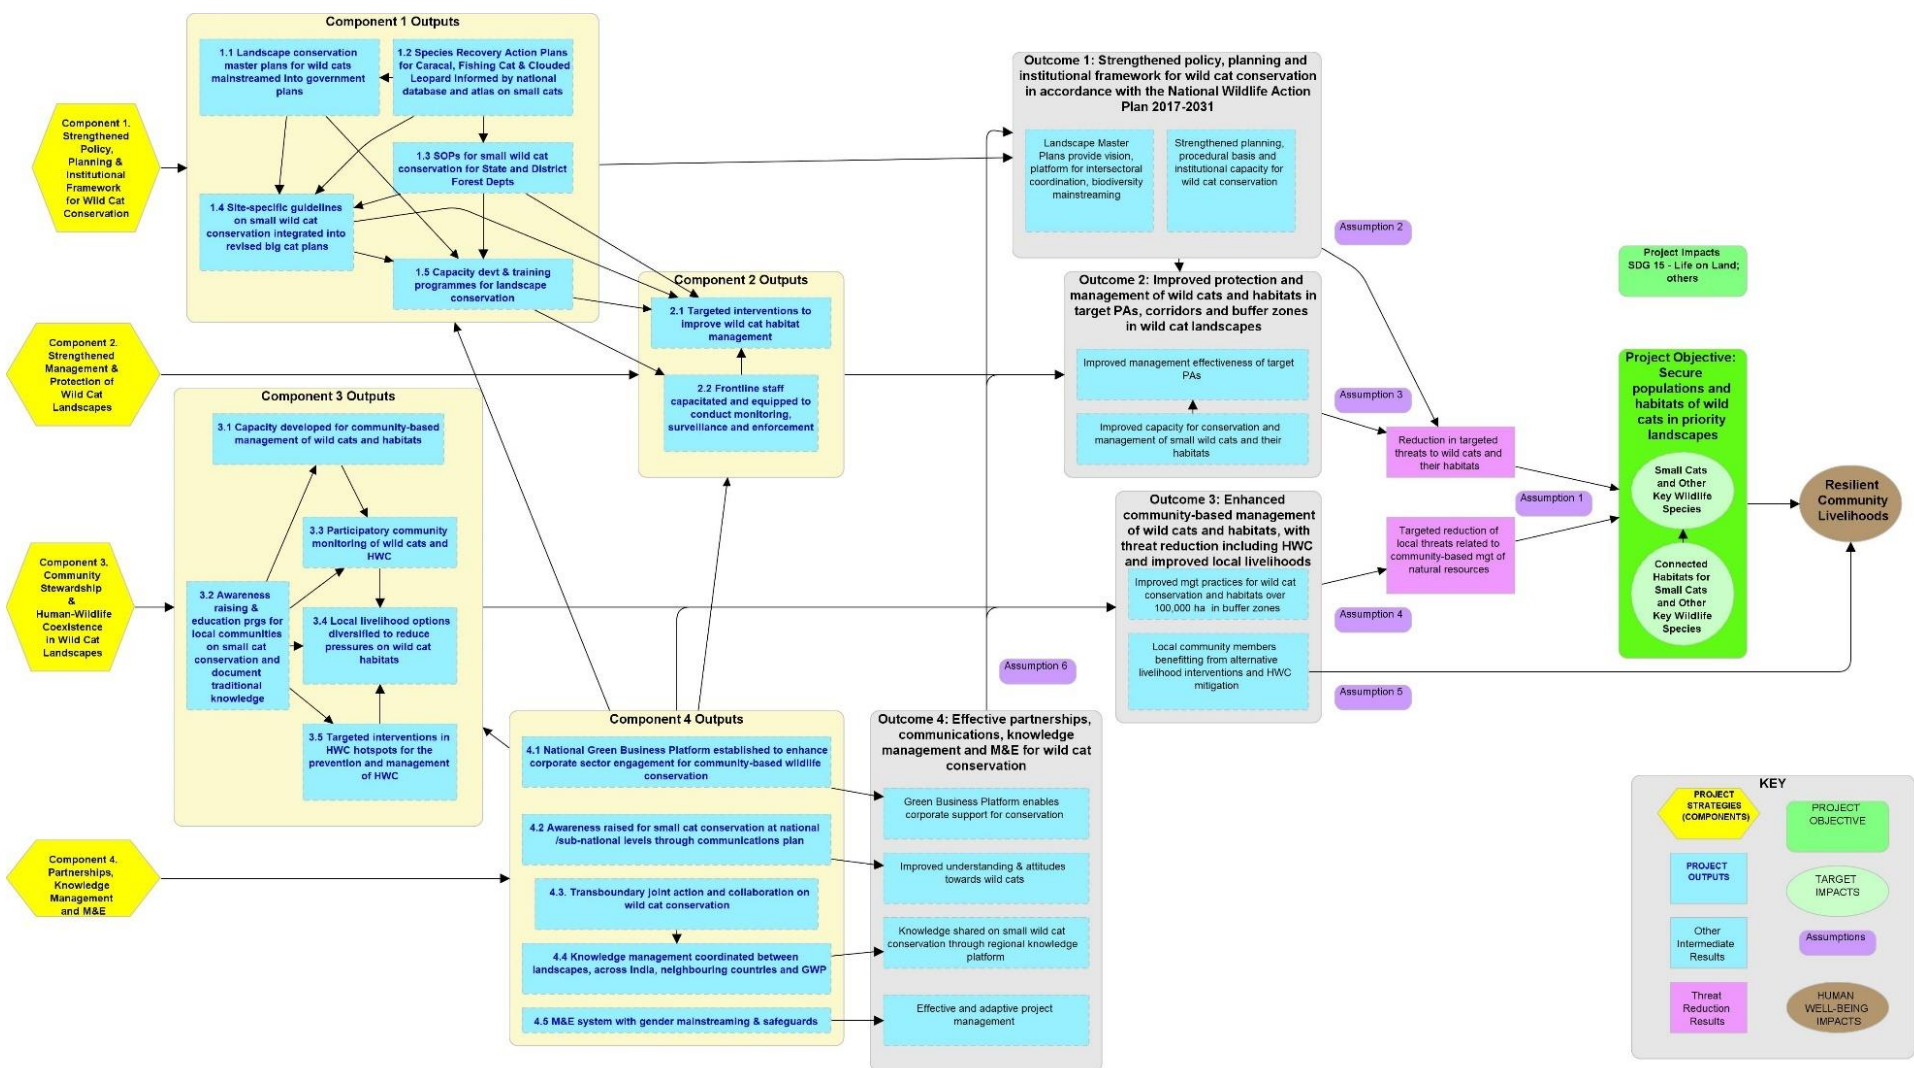 Component 1.
Strengthened
Policy,
Planning &
Institutional
Framework
for Wild Cat
Conservation
Component 2.
Strengthened
Management &
Protection of
Wild Cat
Landscapes
Component 3.
Community
Stewardship
&
Human-Wildlife
Coexistence
in Wild Cat
Landscapes
Component 4.
Partnerships,
Knowledge
Management
and M&E
Component 1 Outputs
1.1 Landscape conservation
master plans for wild cats
mainstreamed into government
plans
1.2 Species Recovery Action Plans
for Caracal, Fishing Cat & Clouded
Leopard informed by national
database and atlas on small cats
1.3 SOPs for small wild cat
conservation for State and District
Forest Depts
1.4 Site-specific guidelines
on small wild cat
conservation integrated into
revised big cat plans
1.5 Capacity devt & training
programmes for landscape
conservation
Component 2 Outputs
2.1 Targeted interventions to
improve wild cat habitat
management
2.2 Frontline staff
capacitated and equipped to
conduct monitoring,
surveillance and enforcement
Component 3 Outputs
3.1 Capacity developed for community-based
management of wild cats and habitats
3.3 Participatory community
monitoring of wild cats and
HWC
3.2 Awareness
raising &
education prgs for
local communities
on small cat
conservation and
document
traditional
knowledge
3.4 Local livelihood options
diversified to reduce
pressures on wild cat
habitats
3.5 Targeted interventions in
HWC hotspots for the
prevention and management
of HWC
Component 4 Outputs
4.1 National Green Business Platform established to enhance
corporate sector engagement for community-based wildlife
conservation
4.2 Awareness raised for small cat conservation at national
/sub-national levels through communications plan
4.3. Transboundary joint action and collaboration on
wild cat conservation
4.4 Knowledge management coordinated between
landscapes, across India, neighbouring countries and GWP
4.5 M&E system with gender mainstreaming & safeguards
Outcome 1: Strengthened policy, planning and
institutional framework for wild cat conservation
in accordance with the National Wildlife Action
Plan 2017-2031
Landscape Master
Plans provide vision,
platform for intersectoral
coordination, biodiversity
mainstreaming
Strengthened planning,
procedural basis and
institutional capacity for
wild cat conservation
Outcome 2: Improved protection and
management of wild cats and habitats in
target PAs, corridors and buffer zones
in wild cat landscapes
Improved management effectiveness of target
PAs
Improved capacity for conservation and
management of small wild cats and their
habitats
Outcome 3: Enhanced
community-based management
of wild cats and habitats, with
threat reduction including HWC
and improved local livelihoods
Improved mgt practices for wild cat
conservation and habitats over
100,000 ha in buffer zones
Local community members
benefitting from alternative
livelihood interventions and HWC
mitigation
Outcome 4: Effective partnerships,
communications, knowledge
management and M&E for wild cat
conservation
Green Business Platform enables
corporate support for conservation
Improved understanding & attitudes
towards wild cats
Knowledge shared on small wild cat
conservation through regional knowledge
platform
Effective and adaptive project
management
Assumption 2
Assumption 3
Assumption 1
Assumption 4
Assumption 5
Assumption 6
Reduction in targeted
threats to wild cats and
their habitats
Targeted reduction of
local threats related to
community-based mgt of
natural resources
Project Impacts
SDG 15 - Life on Land;
others
Project Objective:
Secure
populations and
habitats of wild
cats in priority
landscapes
Small Cats
and Other
Key Wildlife
Species
Connected
Habitats for
Small Cats
and Other
Key Wildlife
Species
Resilient
Community
Livelihoods
KEY
PROJECT
STRATEGIES
(COMPONENTS)
PROJECT
OBJECTIVE
PROJECT
OUTPUTS
TARGET
IMPACTS
Other
Intermediate
Results
Assumptions
Threat
Reduction
Results
HUMAN
WELL-BEING
IMPACTS